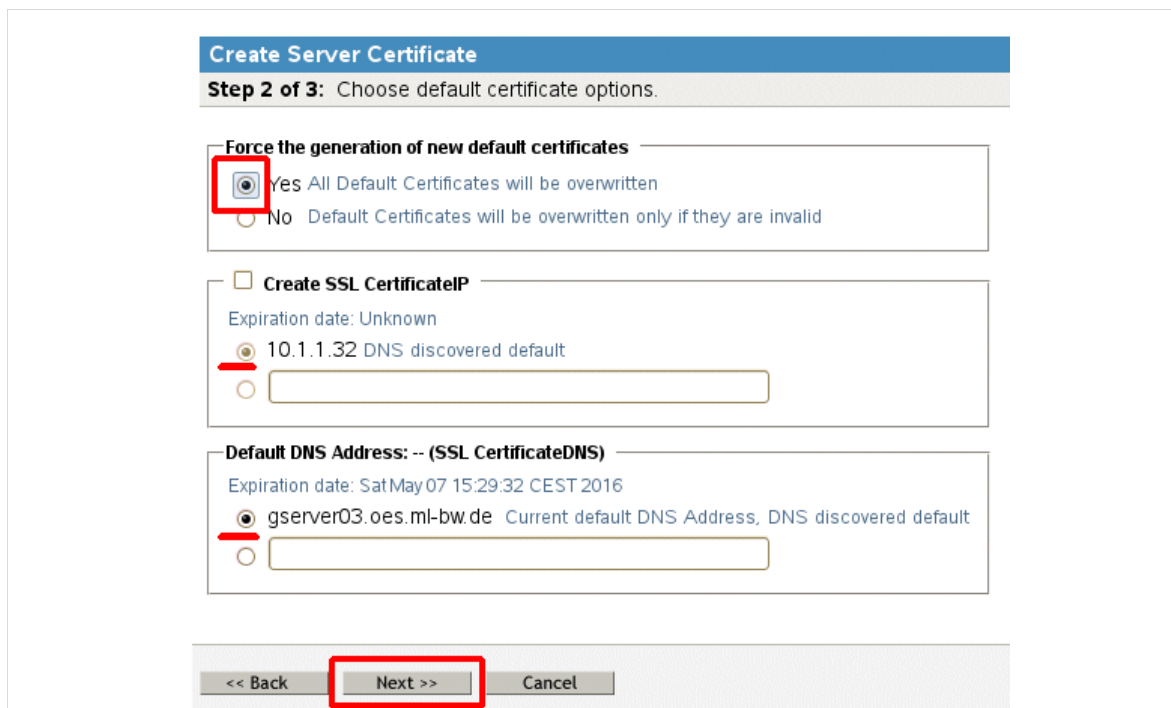 Create Server Certificate
Step 2 of 3: Choose default certificate options.
Force the generation of new default certificates
Yes All Default Certificates will be overwritten
No Default Certificates will be overwritten only if they are invalid
Create SSL CertificateIP
Expiration date: Unknown
10.1.1.32 DNS discovered default
Default DNS Address: -- (SSL CertificateDNS)
Expiration date: Sat May 07 15:29:32 CEST 2016
gserver03.oes.ml-bw.de Current default DNS Address, DNS discovered default
<< Back Next >> Cancel